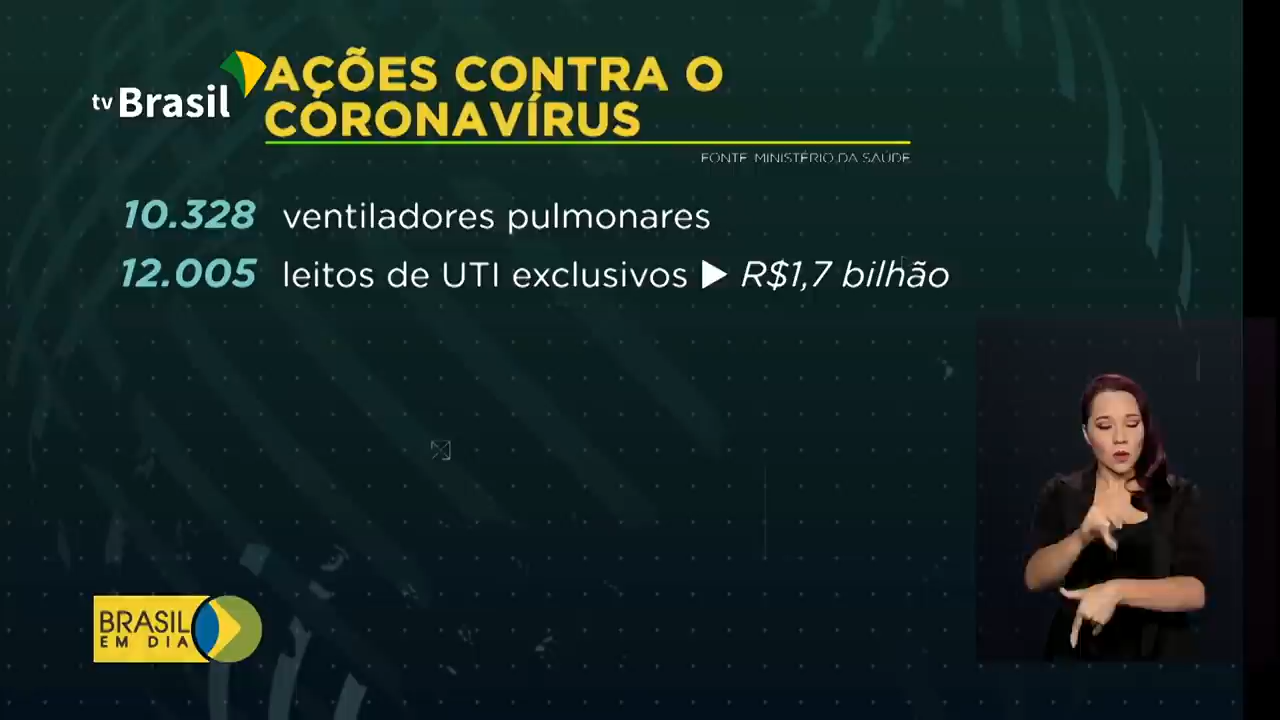 tv Brasil
AÇÕES CONTRA O
CORONAVÍRUS
FONTE: MINISTÉRIO DA SAÚDE
10.328 ventiladores pulmonares
12.005 leitos de UTI exclusivos ▶ R$1,7 bilhão
BRASIL
EM DIA